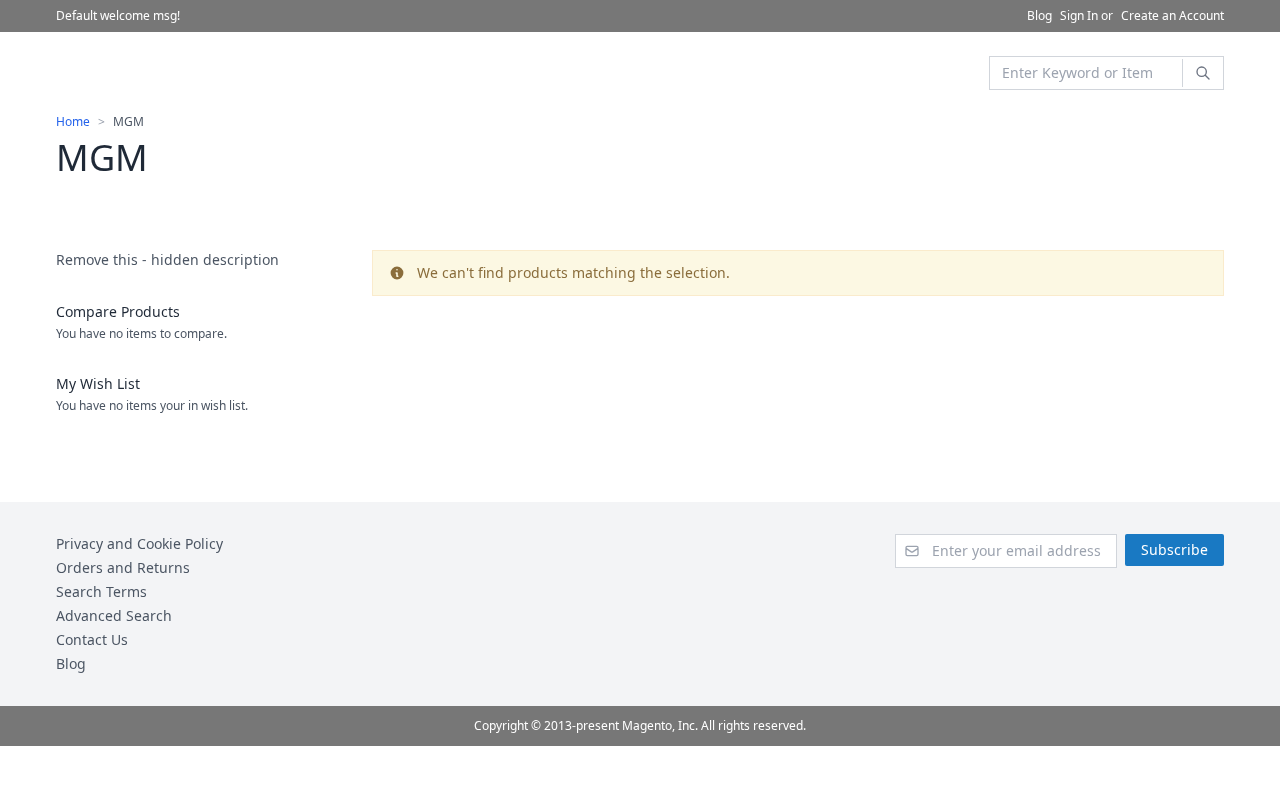 Default welcome msg!
Blog Sign In or Create an Account
Enter Keyword or Item
Home > MGM
MGM
Remove this - hidden description
We can't find products matching the selection.
Compare Products
You have no items to compare.
My Wish List
You have no items your in wish list.
Privacy and Cookie Policy
Orders and Returns
Search Terms
Advanced Search
Contact Us
Blog
Enter your email address
Subscribe
Copyright © 2013-present Magento, Inc. All rights reserved.